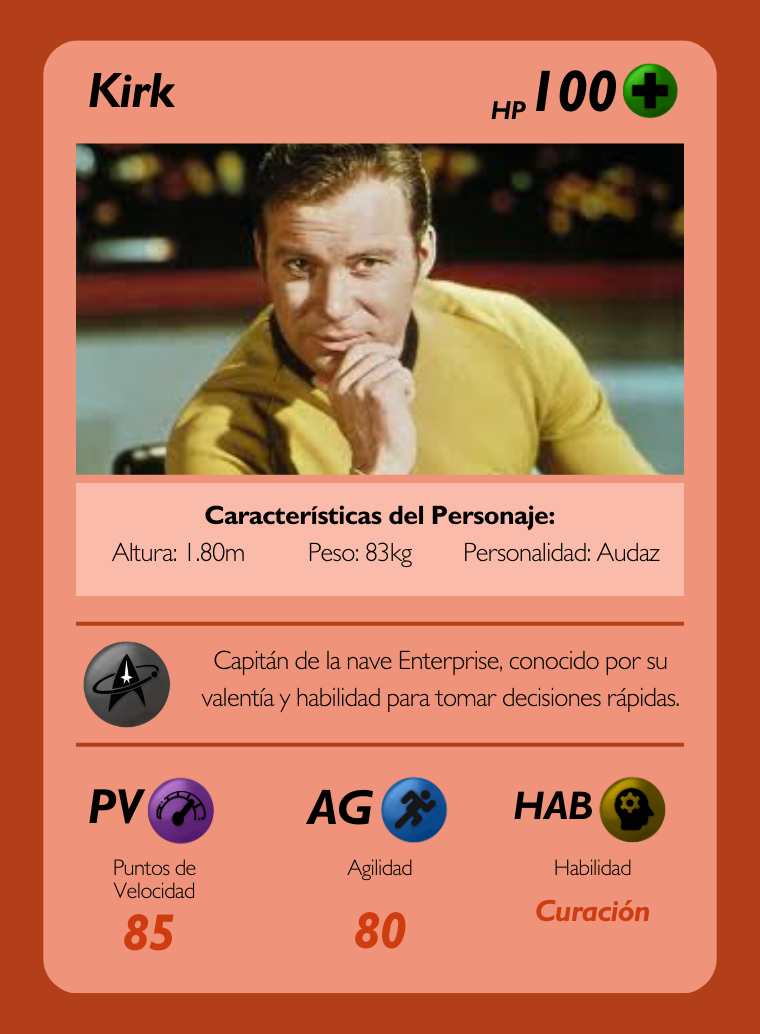 Kirk
HP 100
Características del Personaje:
Altura: 1.80m Peso: 83kg Personalidad: Audaz
Capitán de la nave Enterprise, conocido por su
valentía y habilidad para tomar decisiones rápidas.
PV AG HAB
Puntos de Agilidad Habilidad
Velocidad
85 80 Curación